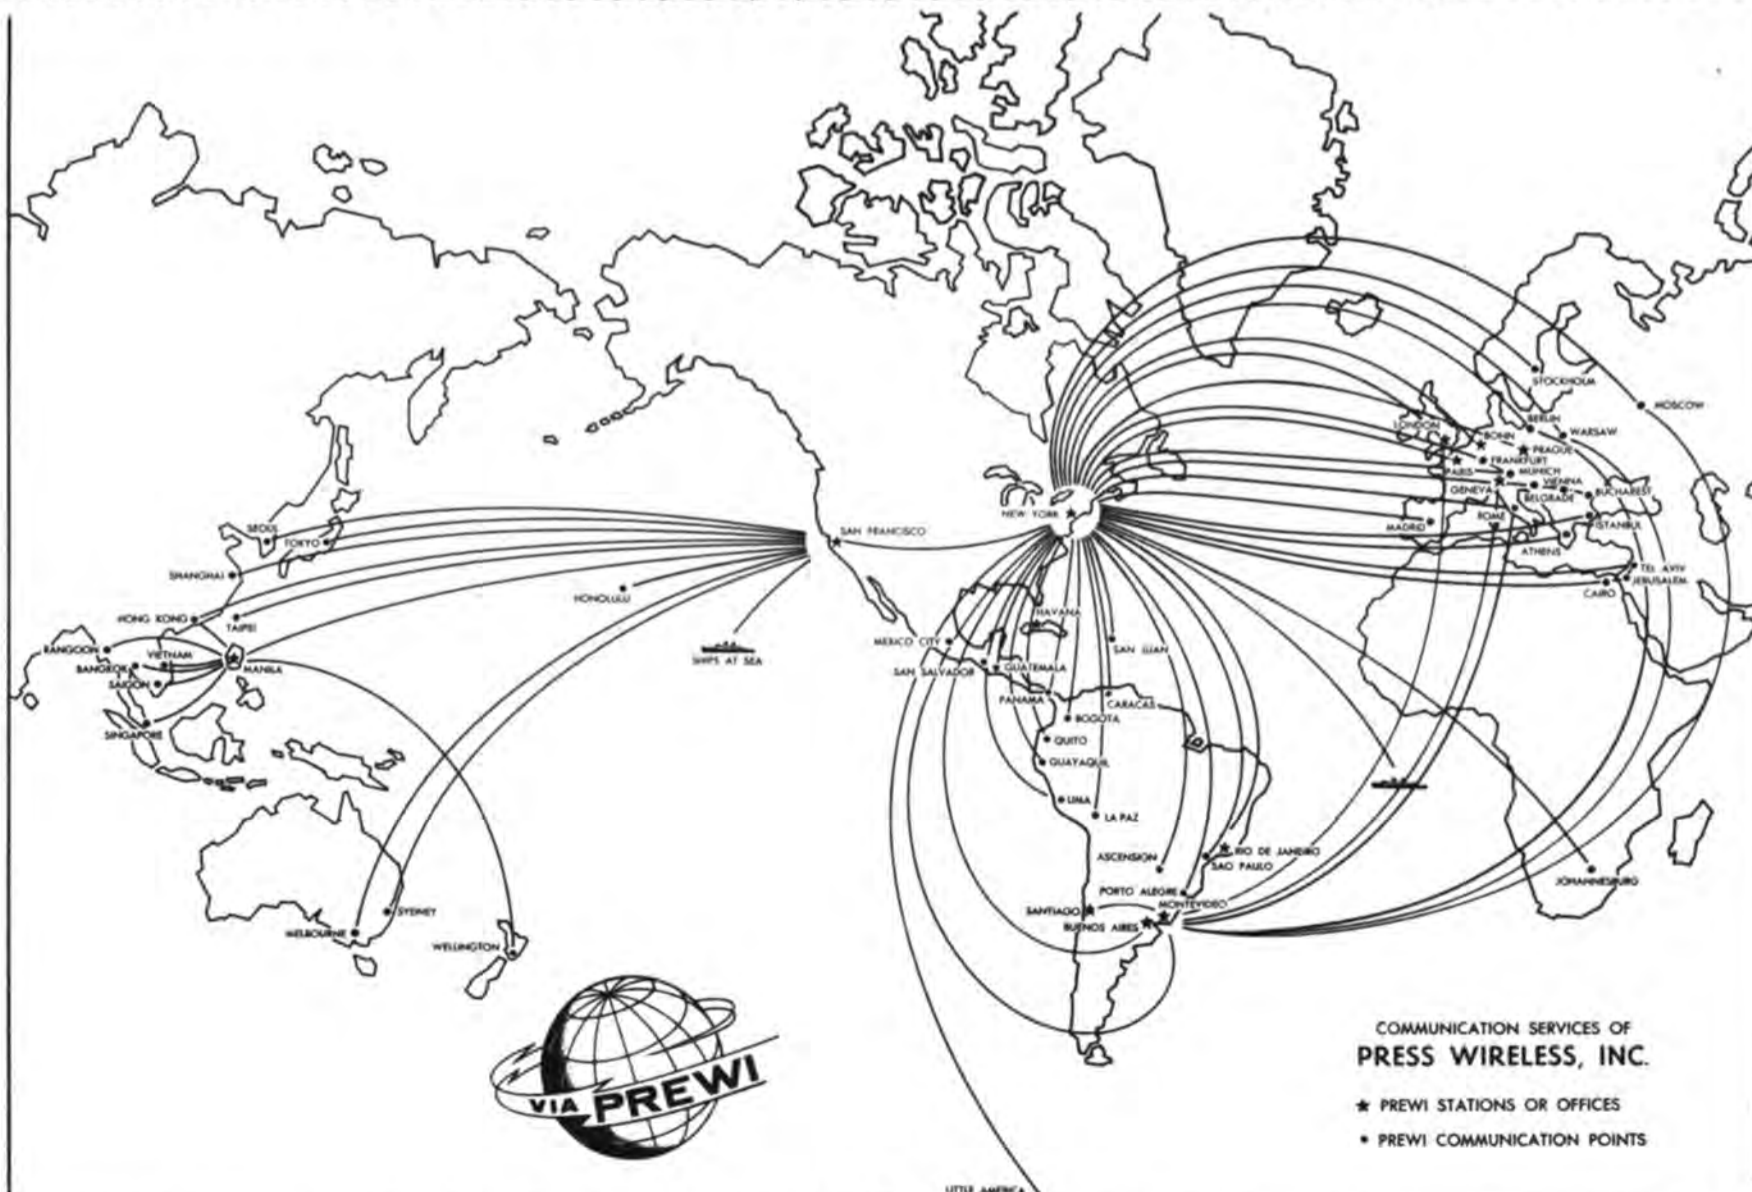 STOCKHOLM
MOSCOW
BERLIN
LONDON
WARSAW
BONN
PRAGUE
PARIS
FRANKFURT
MUNICH
VIENNA
GENEVA
BUCHAREST
BELGRADE
NEW YORK
ROME
MADRID
ISTANBUL
SEOUL
SAN FRANCISCO
TOKYO
ATHENS
TEL AVIV
SHANGHAI
JERUSALEM
CAIRO
HONOLULU
HAVANA
HONG KONG
TAIPEI
MEXICO CITY
RANGOON
SAN JUAN
VIETNAM
SHIPS AT SEA
BANGKOK
MANILA
GUATEMALA
SAN SALVADOR
SAIGON
PANAMA
CARACAS
BOGOTA
SINGAPORE
QUITO
GUAYAQUIL
LIMA
LA PAZ
RIO DE JANEIRO
ASCENSION
SAO PAULO
JOHANNESBURG
PORTO ALEGRE
MONTEVIDEO
SANTIAGO
SYDNEY
BUENOS AIRES
MELBOURNE
WELLINGTON
VIA PREWI
COMMUNICATION SERVICES OF
PRESS WIRELESS, INC.
★ PREWI STATIONS OR OFFICES
• PREWI COMMUNICATION POINTS
LITTLE AMERICA